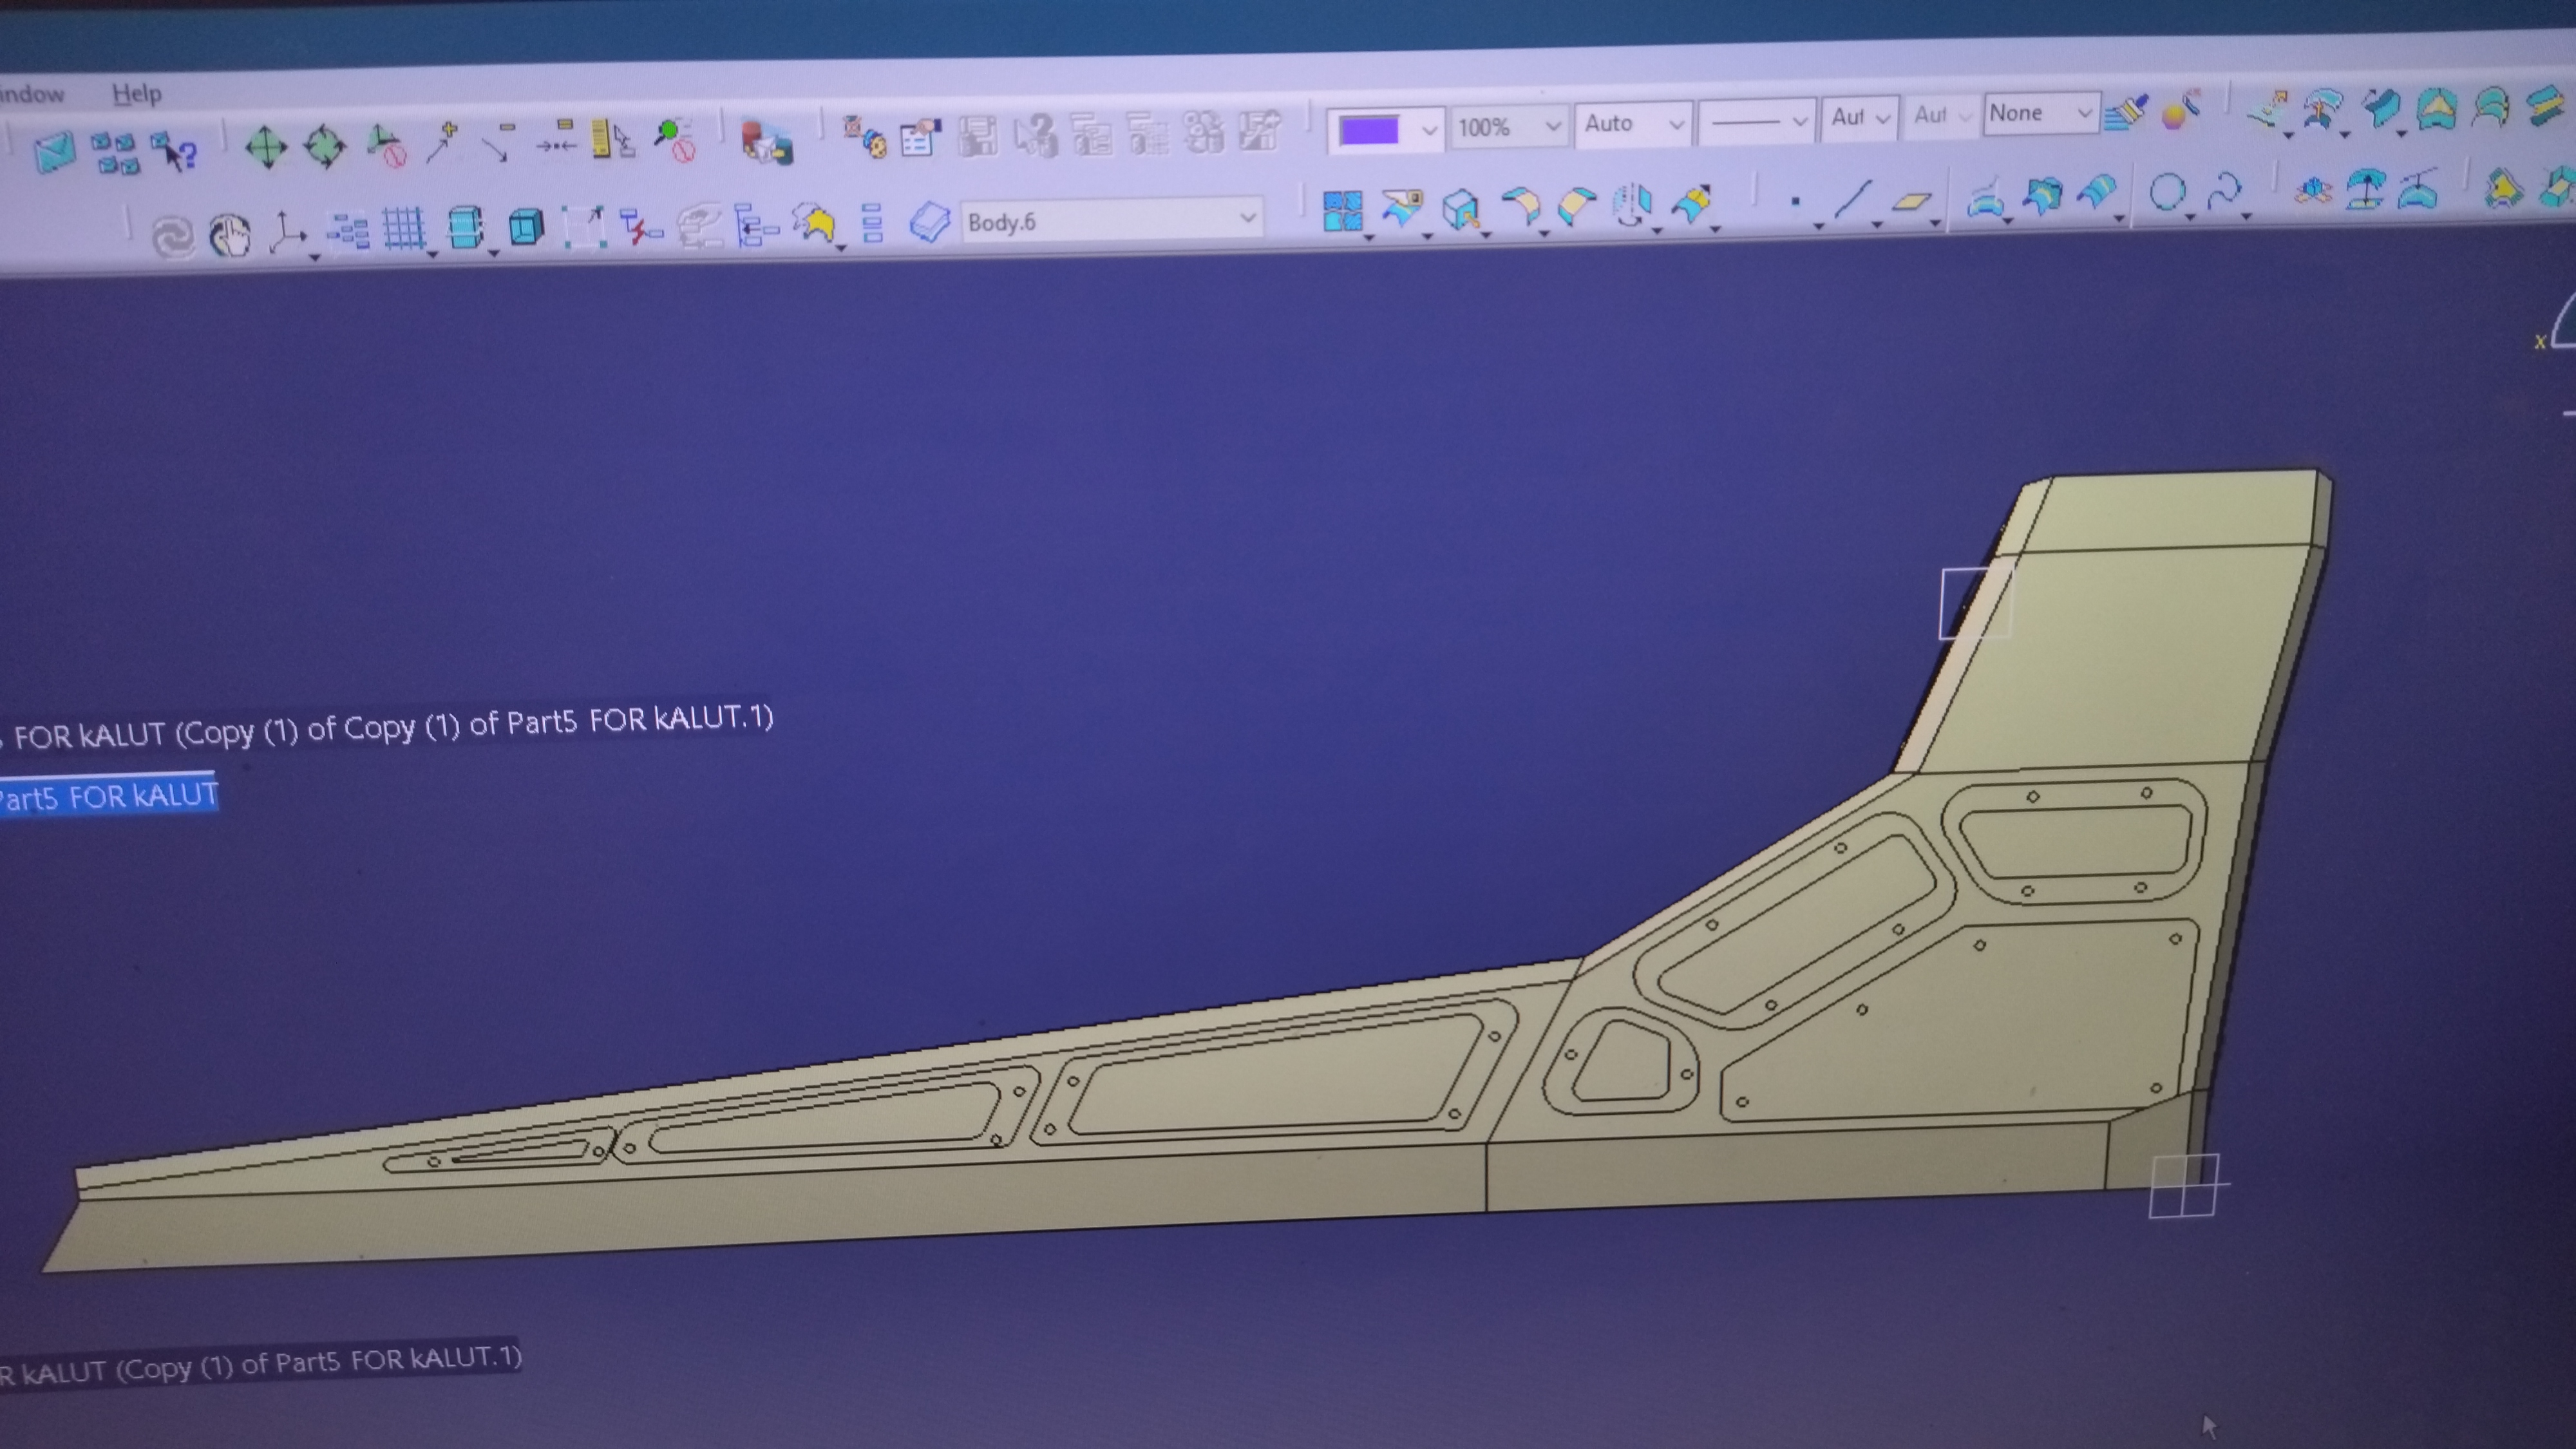 indow Help
100% Auto Aut Aut None
Body.6
x
FOR kALUT (Copy (1) of Copy (1) of Part5 FOR kALUT.1)
Part5 FOR kALUT
R kALUT (Copy (1) of Part5 FOR kALUT.1)